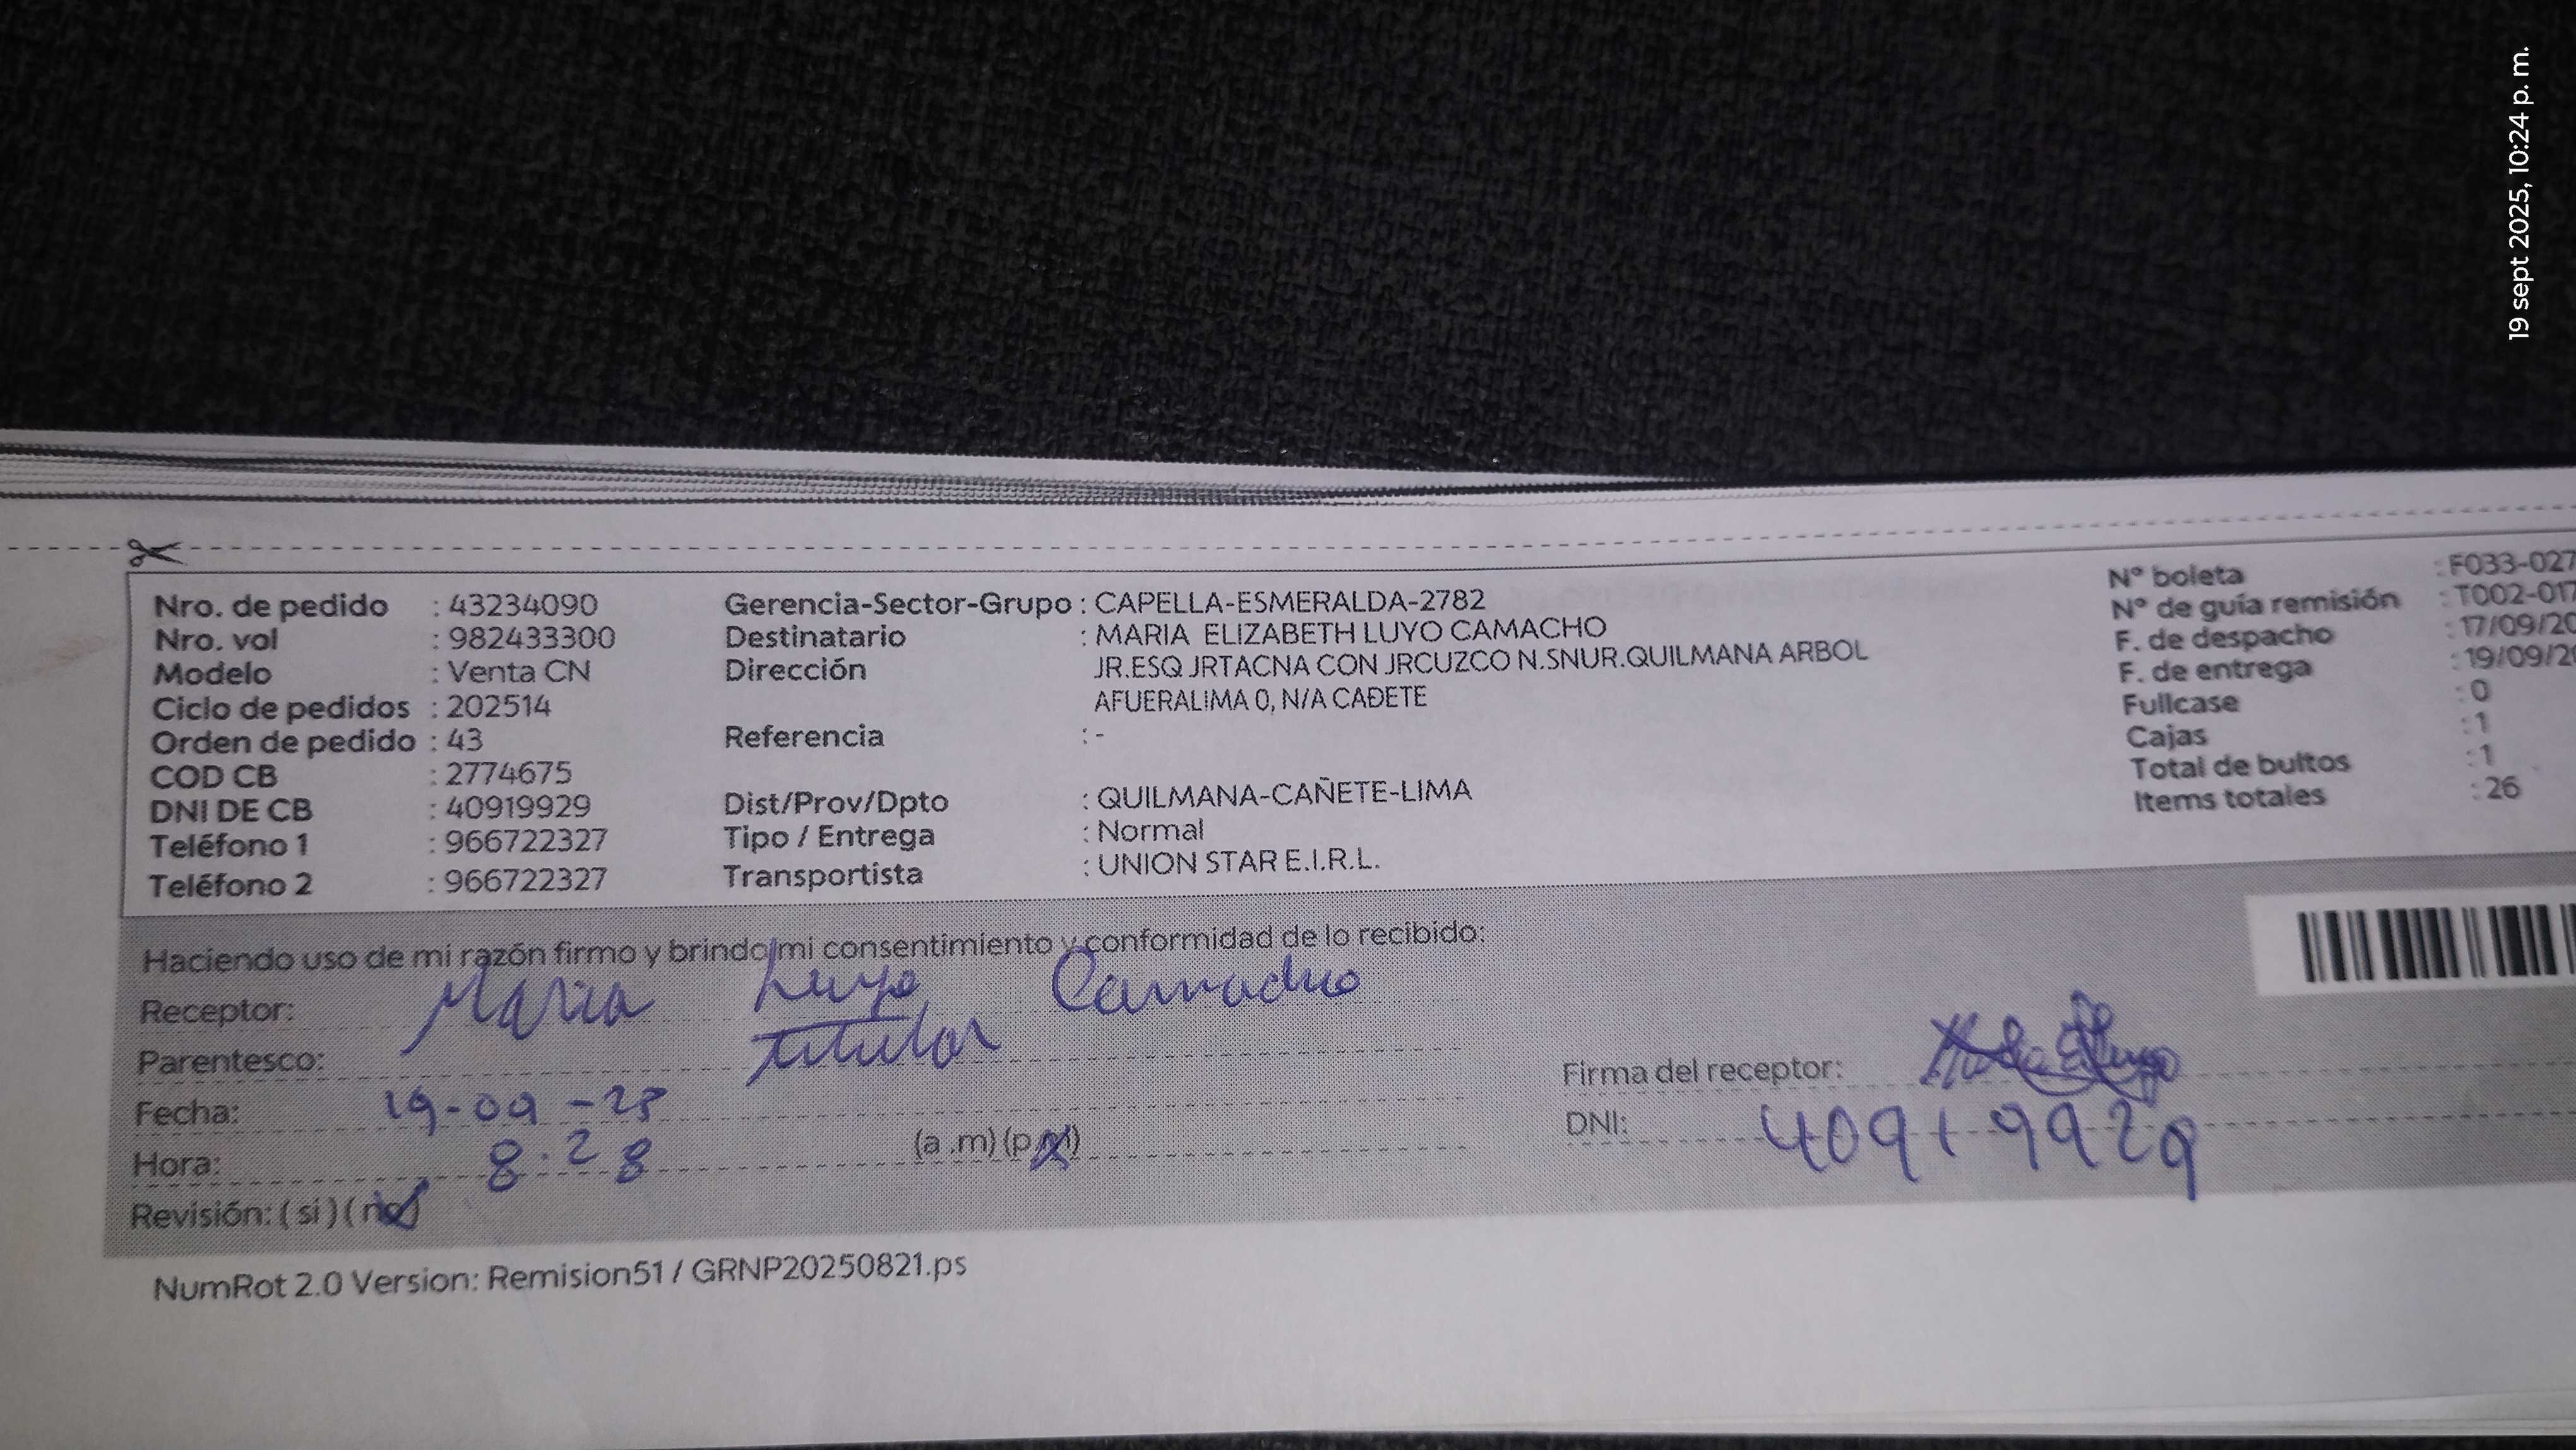 19 sept 2025, 10:24 p. m.
Nro. de pedido : 43234090
Nro. vol : 982433300
Modelo : Venta CN
Ciclo de pedidos : 202514
Orden de pedido : 43
COD CB : 2774675
DNI DE CB : 40919929
Teléfono 1 : 966722327
Teléfono 2 : 966722327
Gerencia-Sector-Grupo : CAPELLA-ESMERALDA-2782
Destinatario : MARIA ELIZABETH LUYO CAMACHO
Dirección JR.ESQ.JRTACNA CON JRCUZCO N.SNUR.QUILMANA ARBOL
AFUERALIMA 0, N/A CAÐETE
Referencia : -
Dist/Prov/Dpto : QUILMANA-CAÑETE-LIMA
Tipo / Entrega : Normal
Transportista : UNION STAR E.I.R.L.
N° boleta : F033-027
N° de guía remisión : T002-017
F. de despacho : 17/09/20
F. de entrega : 19/09/20
Fullcase : 0
Cajas : 1
Total de bultos : 1
Items totales : 26
Haciendo uso de mi razón firmo y brindo mi consentimiento y conformidad de lo recibido:
Receptor: Maria Luyo Camacho
Parentesco: titular
Fecha: 19-09-25
Hora: 8.28 (a .m) (p.m)
Revisión: ( si ) ( no )
Firma del receptor:
DNI: 40919929
NumRot 2.0 Version: Remision51 / GRNP20250821.ps